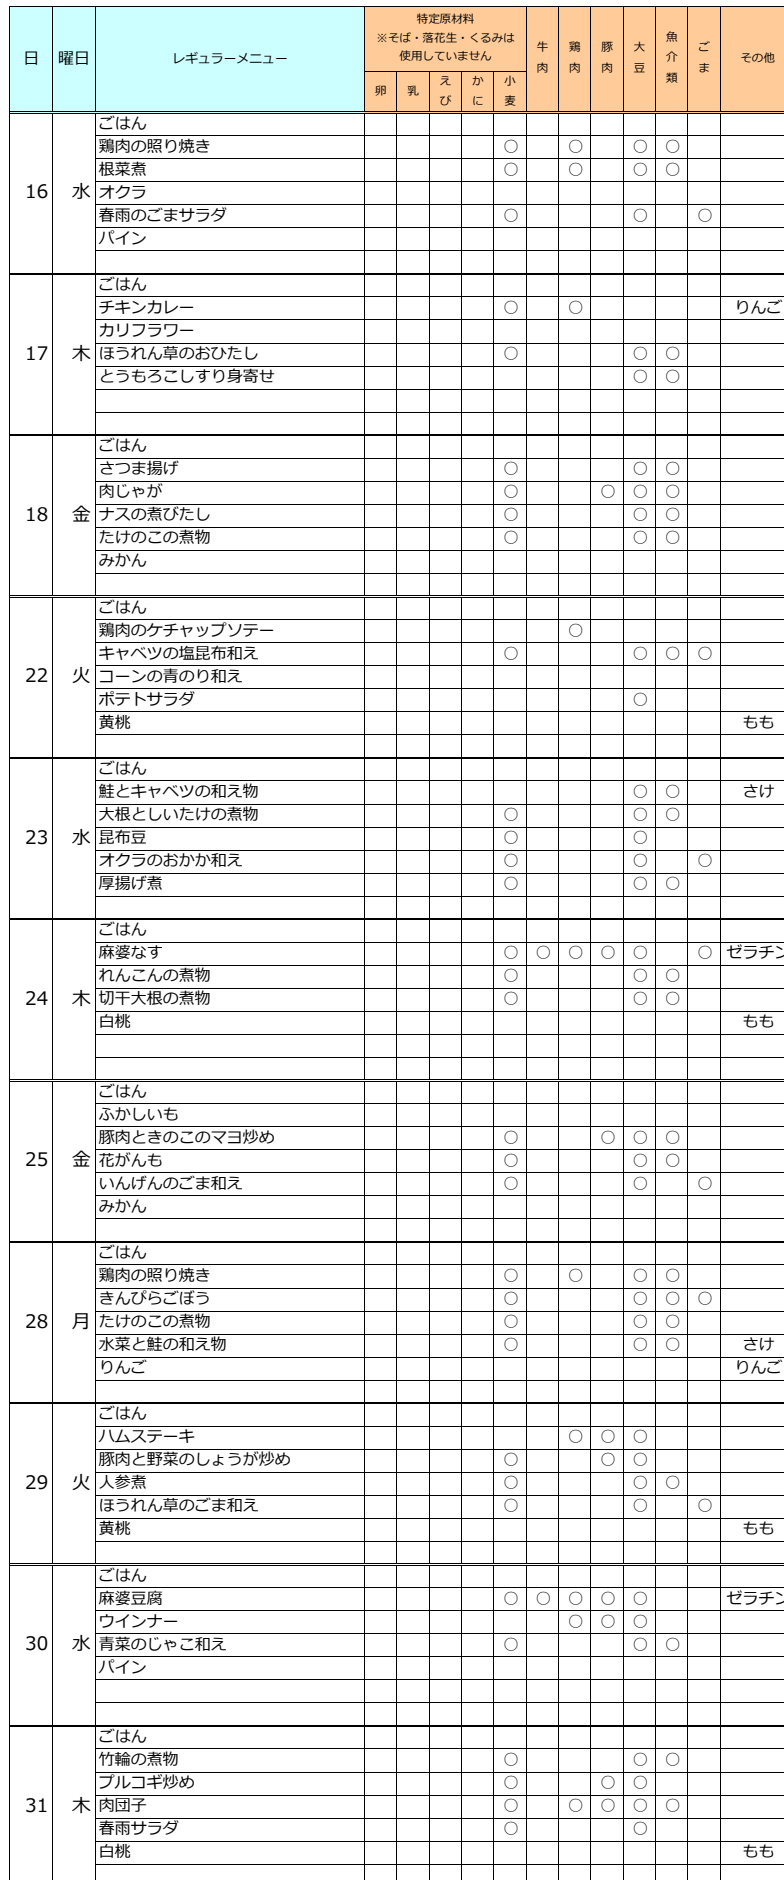 日 曜日 レギュラーメニュー 特定原材料 ※そば・落花生・くるみは使用していません 牛肉 鶏肉 豚肉 大豆 魚介類 ごま その他
卵 乳 えび かに 小麦
ごはん
鶏肉の照り焼き ○ ○ ○ ○
根菜煮 ○ ○ ○ ○
16 水 オクラ
春雨のごまサラダ ○ ○ ○
パイン
ごはん
チキンカレー ○ ○ りんご
カリフラワー
17 木 ほうれん草のおひたし ○ ○ ○
とうもろこしすり身寄せ ○ ○
ごはん
さつま揚げ ○ ○ ○
肉じゃが ○ ○ ○ ○
18 金 ナスの煮びたし ○ ○ ○
たけのこの煮物 ○ ○ ○
みかん
ごはん
鶏肉のケチャップソテー ○
キャベツの塩昆布和え ○ ○ ○ ○
22 火 コーンの青のり和え
ポテトサラダ ○
黄桃 もも
ごはん
鮭とキャベツの和え物 ○ ○ さけ
大根としいたけの煮物 ○ ○ ○
23 水 昆布豆 ○ ○
オクラのおかか和え ○ ○ ○
厚揚げ煮 ○ ○ ○
ごはん
麻婆なす ○ ○ ○ ○ ○ ○ ゼラチン
れんこんの煮物 ○ ○ ○
24 木 切干大根の煮物 ○ ○ ○
白桃 もも
ごはん
ふかしいも
豚肉ときのこのマヨ炒め ○ ○ ○ ○
25 金 花がんも ○ ○ ○
いんげんのごま和え ○ ○ ○
みかん
ごはん
鶏肉の照り焼き ○ ○ ○ ○
きんぴらごぼう ○ ○ ○ ○
28 月 たけのこの煮物 ○ ○ ○
水菜と鮭の和え物 ○ ○ ○ さけ
りんご りんご
ごはん
ハムステーキ ○ ○ ○
豚肉と野菜のしょうが炒め ○ ○ ○
29 火 人参煮 ○ ○ ○
ほうれん草のごま和え ○ ○ ○
黄桃 もも
ごはん
麻婆豆腐 ○ ○ ○ ○ ○ ゼラチン
ウインナー ○ ○ ○
30 水 青菜のじゃこ和え ○ ○ ○
パイン
ごはん
竹輪の煮物 ○ ○ ○
プルコギ炒め ○ ○ ○
31 木 肉団子 ○ ○ ○ ○ ○
春雨サラダ ○ ○
白桃 もも